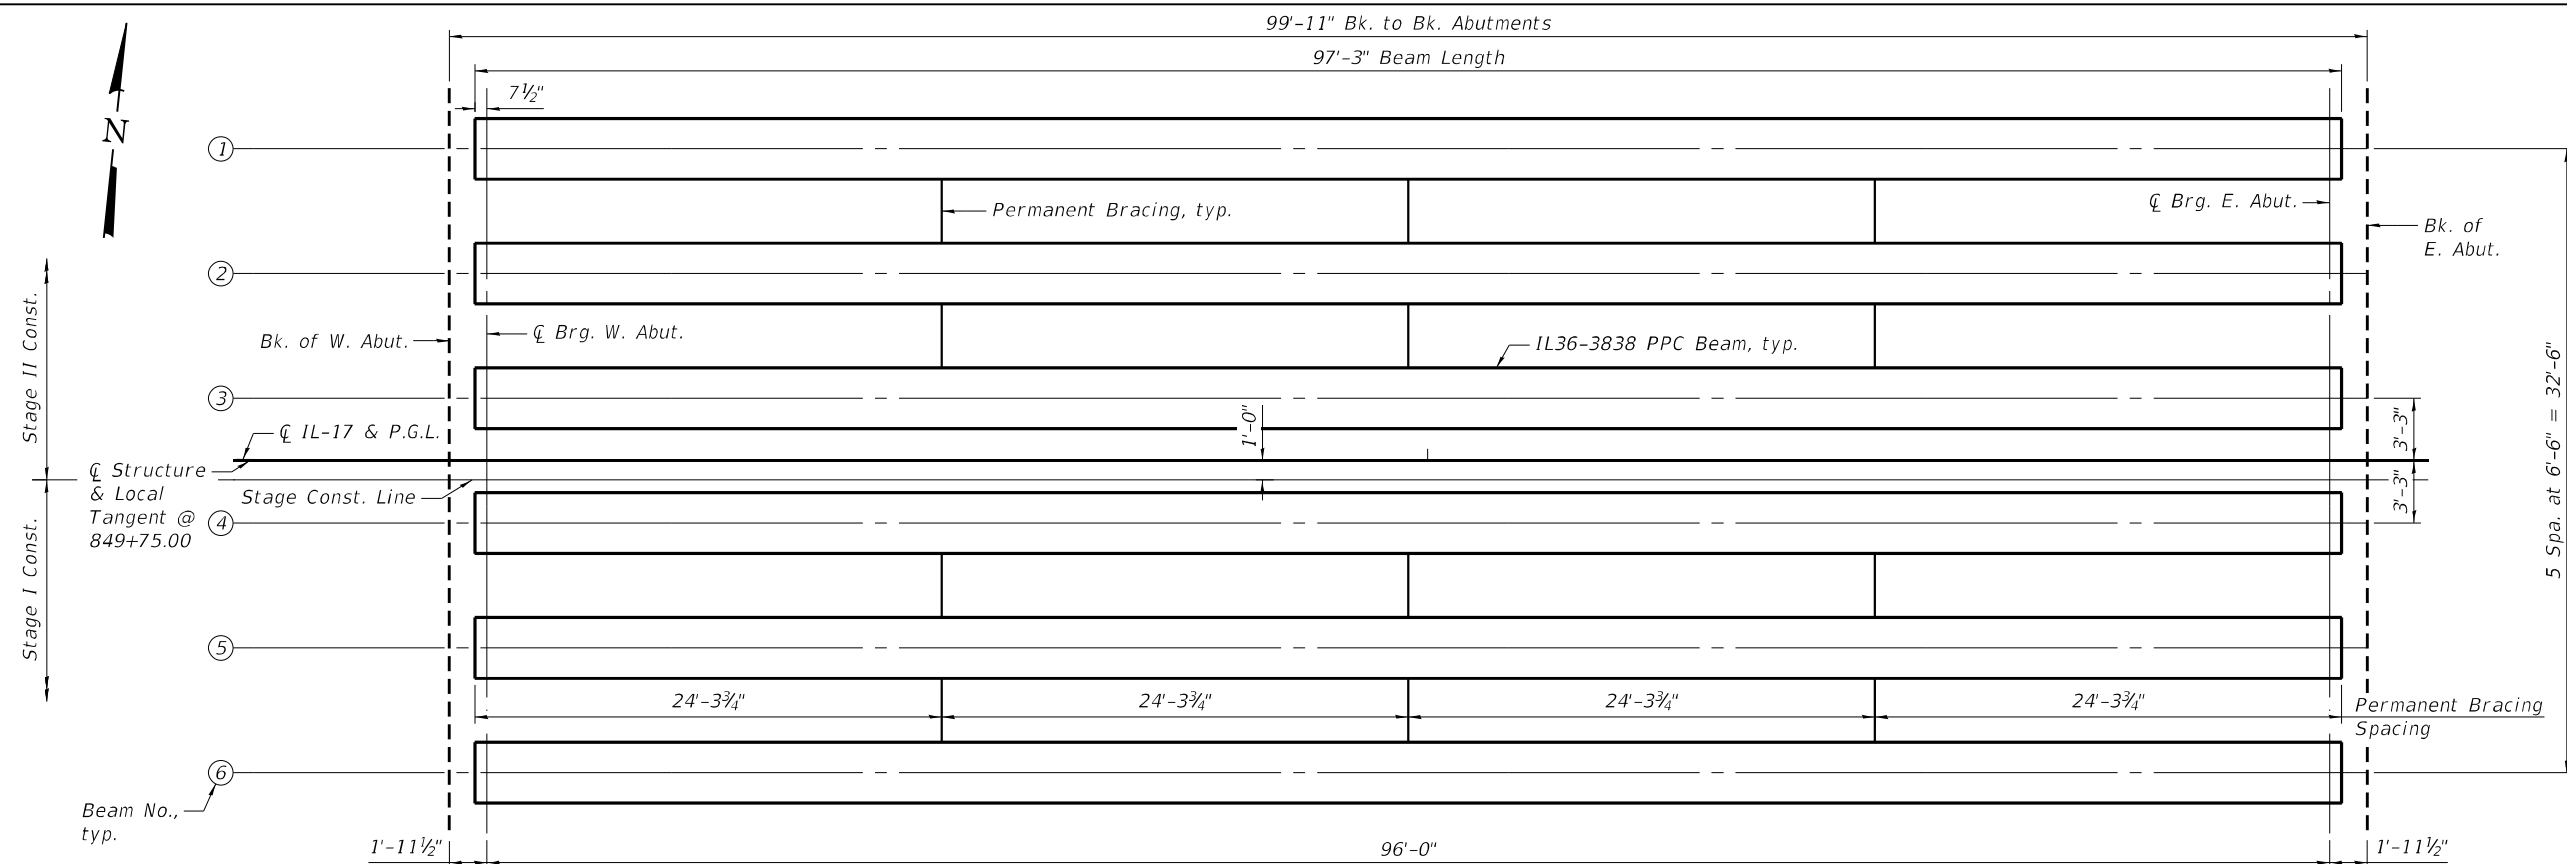 99'-11" Bk. to Bk. Abutments
97'-3" Beam Length
7½"
N
1
Permanent Bracing, typ.
℄ Brg. E. Abut.
Bk. of
E. Abut.
2
Stage II Const.
Bk. of W. Abut.
℄ Brg. W. Abut.
IL36-3838 PPC Beam, typ.
5 Spa. at 6'-6" = 32'-6"
3
1'-0"
3'-3"
℄ IL-17 & P.G.L.
℄ Structure
& Local
Tangent @
849+75.00
Stage Const. Line
3'-3"
4
Stage I Const.
5
24'-3¾"
24'-3¾"
24'-3¾"
24'-3¾"
Permanent Bracing
Spacing
6
Beam No.,
typ.
1'-11½"
96'-0"
1'-11½"